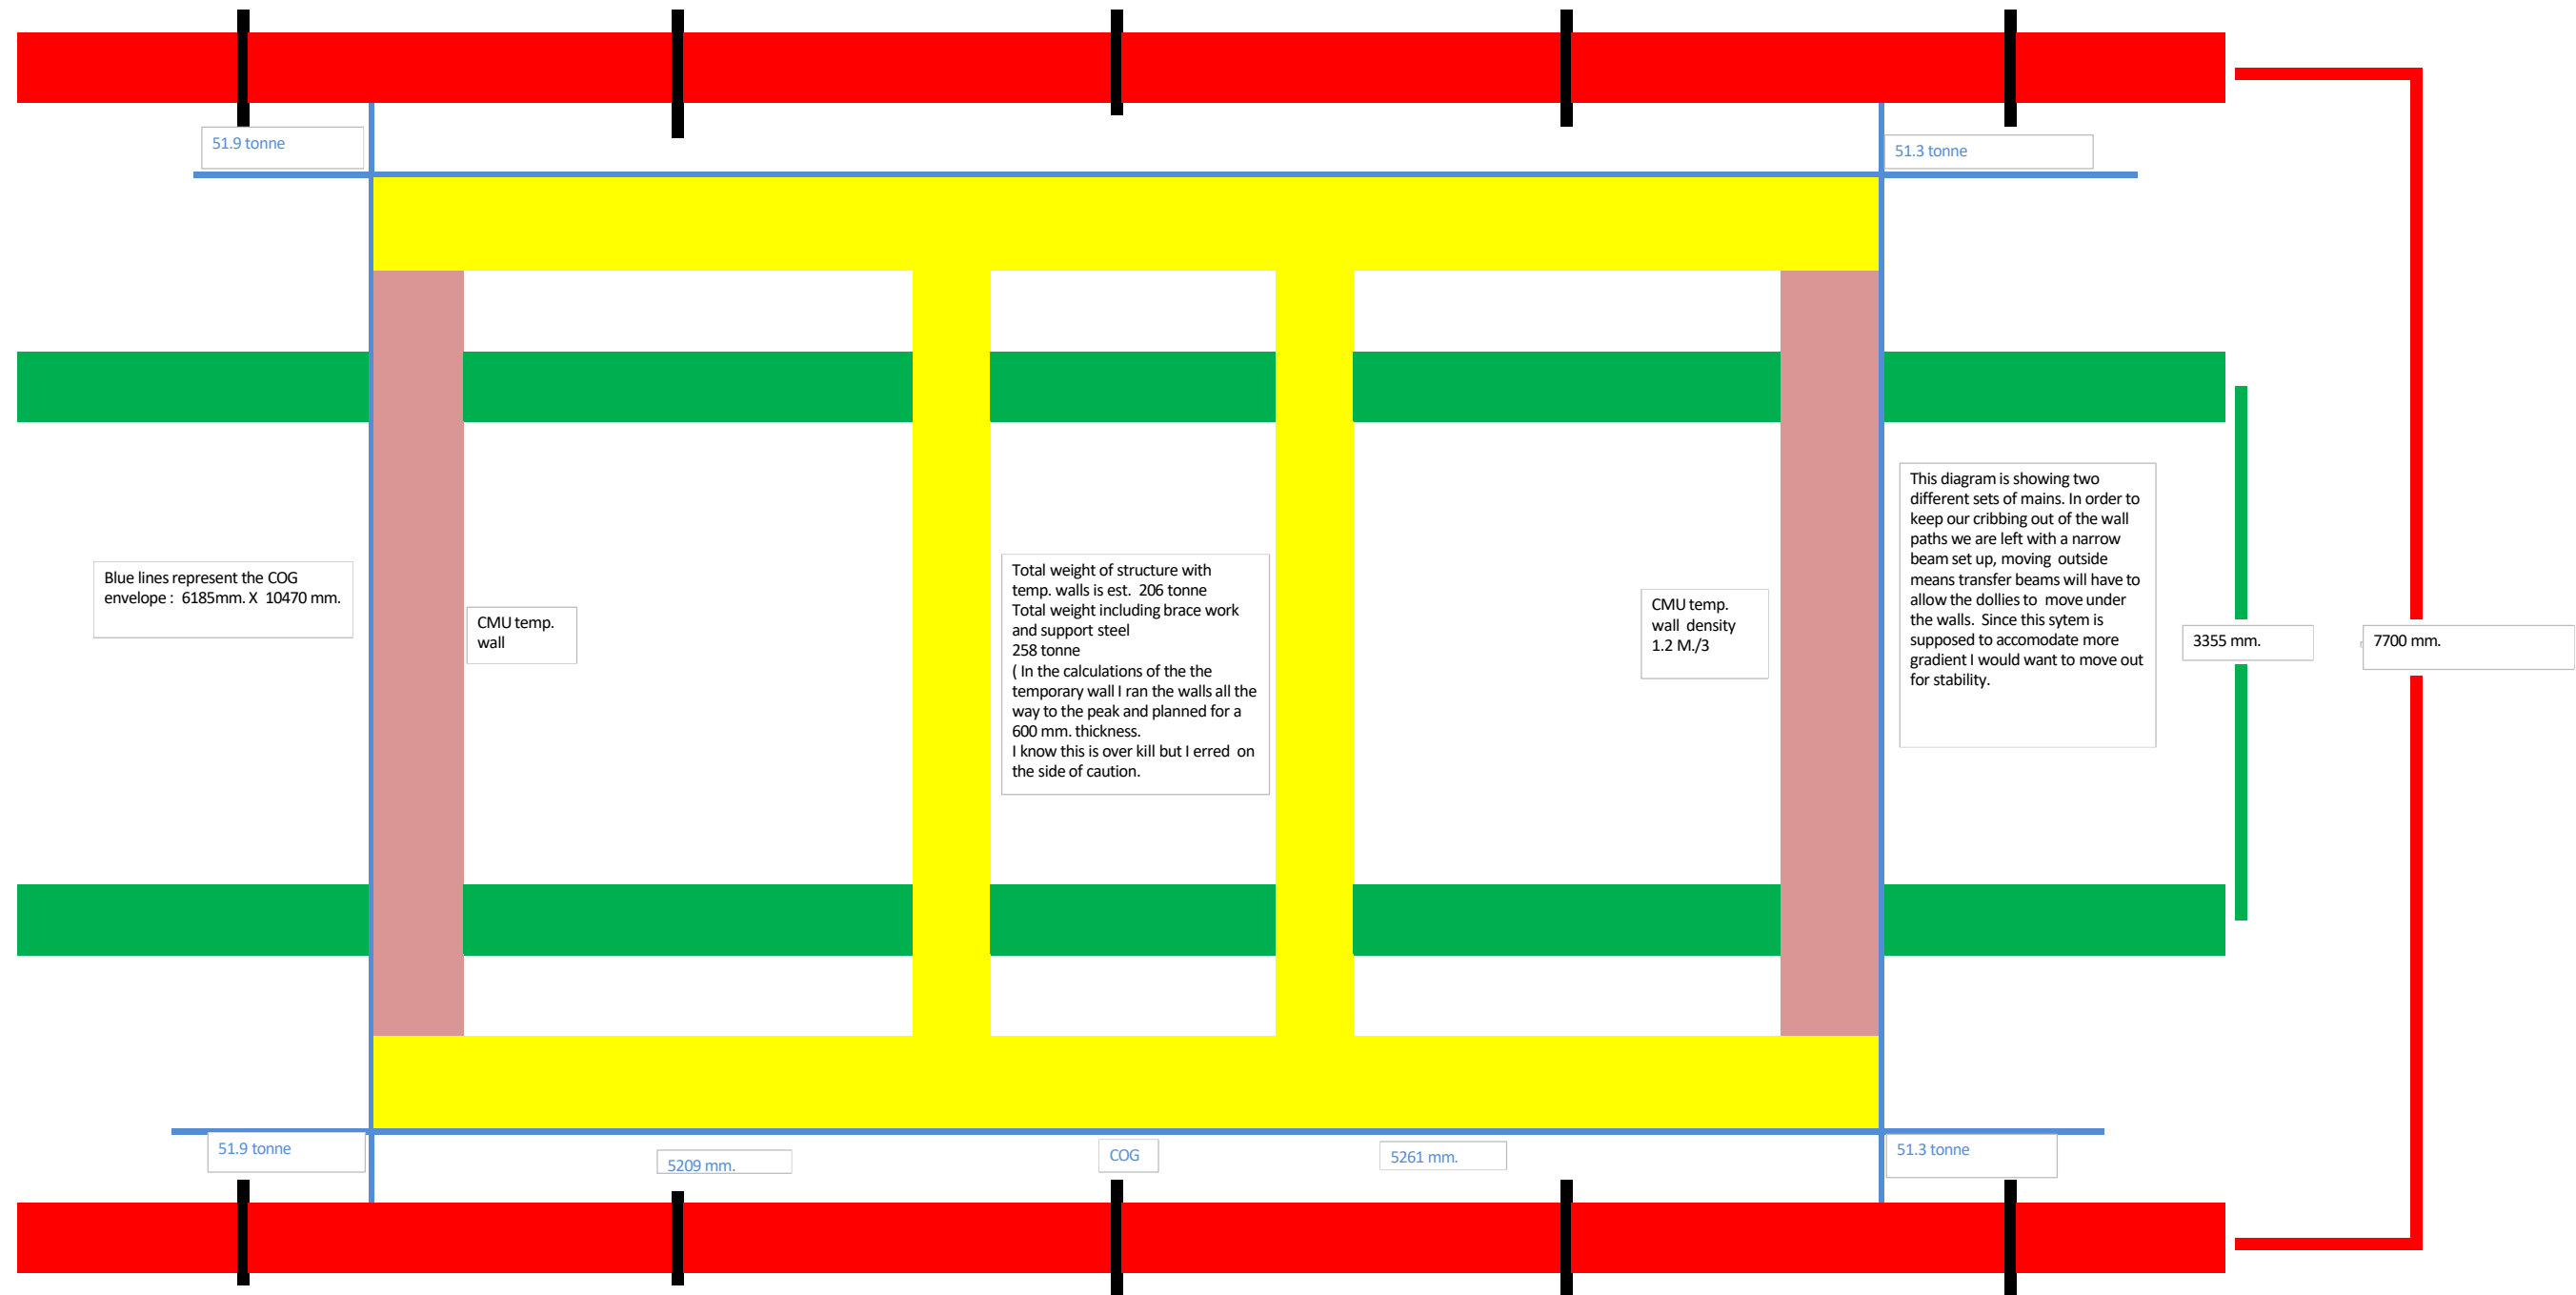 51.9 tonne
51.3 tonne
Blue lines represent the COG
envelope : 6185mm. X 10470 mm.
CMU temp.
wall
Total weight of structure with
temp. walls is est. 206 tonne
Total weight including brace work
and support steel
258 tonne
( In the calculations of the the
temporary wall I ran the walls all the
way to the peak and planned for a
600 mm. thickness.
I know this is over kill but I erred on
the side of caution.
CMU temp.
wall density
1.2 M./3
This diagram is showing two
different sets of mains. In order to
keep our cribbing out of the wall
paths we are left with a narrow
beam set up, moving outside
means transfer beams will have to
allow the dollies to move under
the walls. Since this sytem is
supposed to accomodate more
gradient I would want to move out
for stability.
3355 mm.
7700 mm.
51.9 tonne
5209 mm.
COG
5261 mm.
51.3 tonne